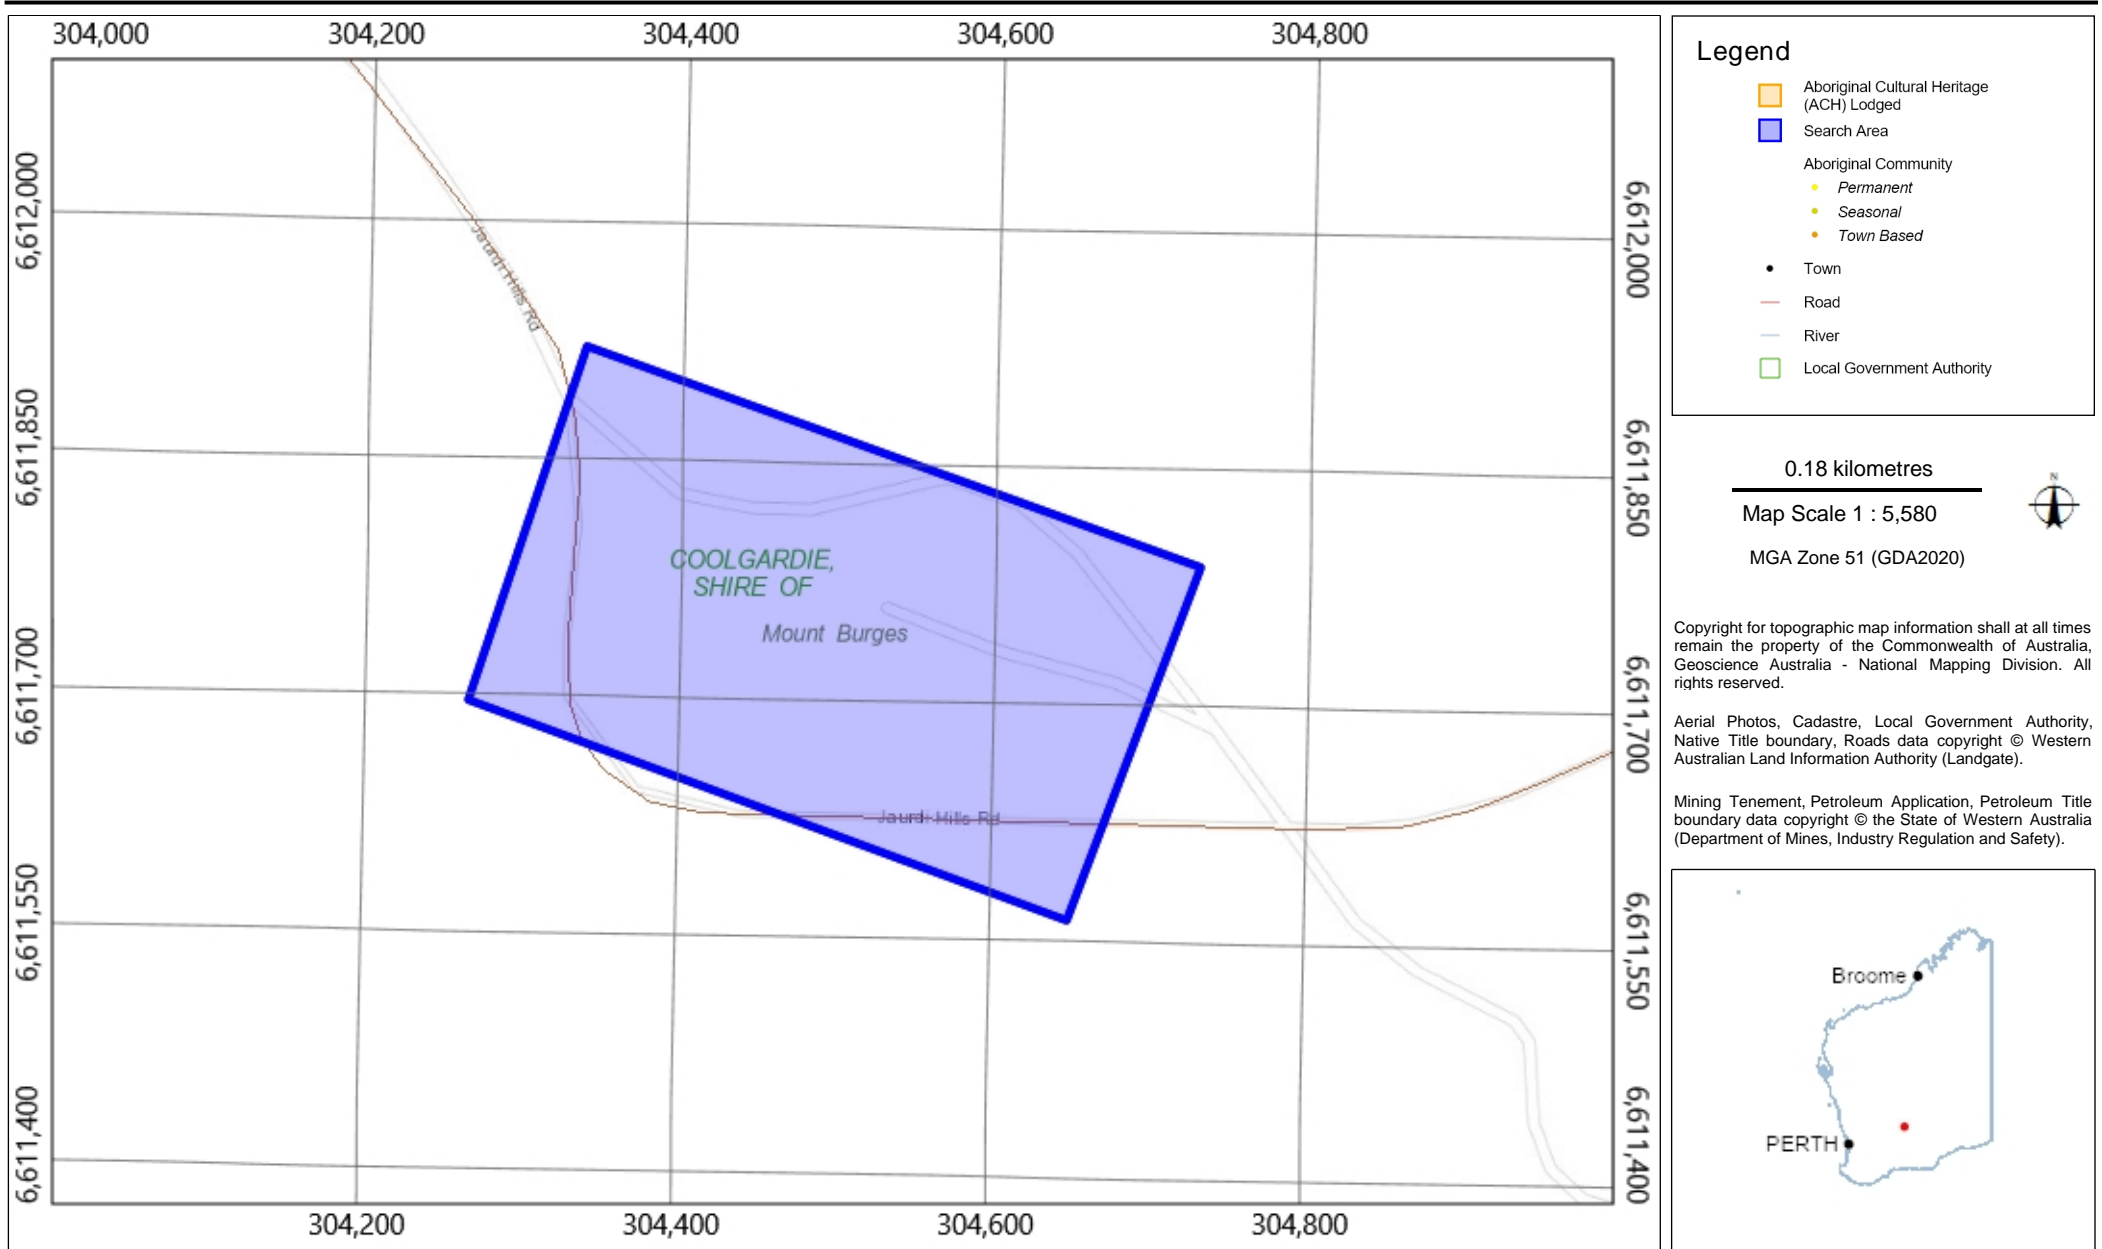 304,000
304,200
304,400
304,600
304,800
6,612,000
6,611,850
6,611,700
6,611,550
6,611,400
Jaurdi Hills Rd
COOLGARDIE,
SHIRE OF
Mount Burges
Jaurdi Hills Rd
6,612,000
6,611,850
6,611,700
6,611,550
6,611,400
304,200
304,400
304,600
304,800
Legend
Aboriginal Cultural Heritage
(ACH) Lodged
Search Area
Aboriginal Community
Permanent
Seasonal
Town Based
Town
Road
River
Local Government Authority
0.18 kilometres
Map Scale 1 : 5,580
MGA Zone 51 (GDA2020)
N
Copyright for topographic map information shall at all times
remain the property of the Commonwealth of Australia,
Geoscience Australia - National Mapping Division. All
rights reserved.
Aerial Photos, Cadastre, Local Government Authority,
Native Title boundary, Roads data copyright © Western
Australian Land Information Authority (Landgate).
Mining Tenement, Petroleum Application, Petroleum Title
boundary data copyright © the State of Western Australia
(Department of Mines, Industry Regulation and Safety).
Broome
PERTH